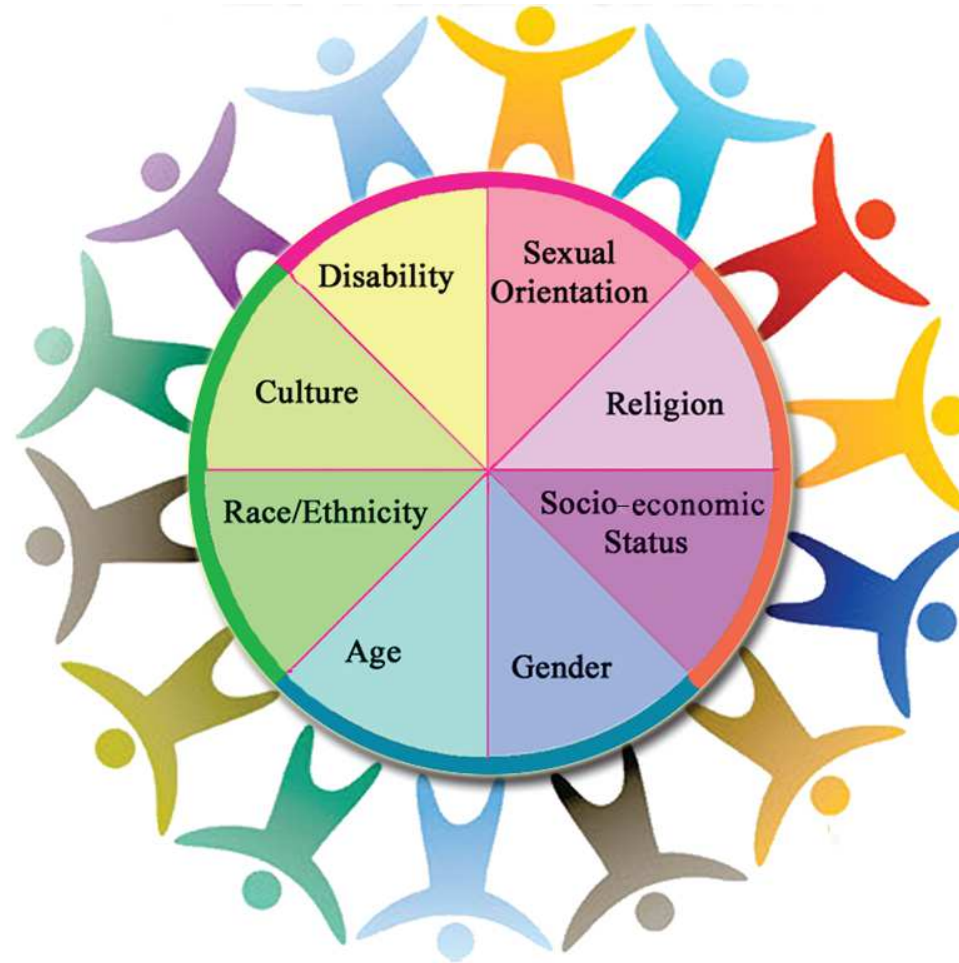 Disability
Sexual
Orientation
Culture
Religion
Race/Ethnicity
Socio-economic
Status
Age
Gender